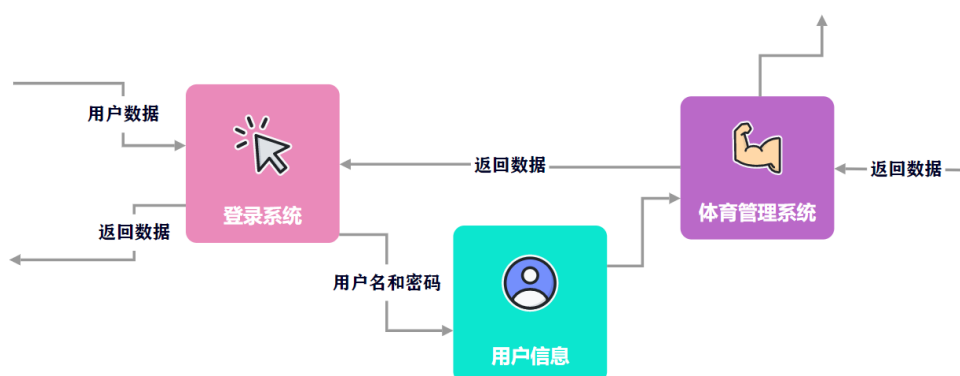 用户数据
返回数据
返回数据
体育管理系统
登录系统
返回数据
用户名和密码
用户信息